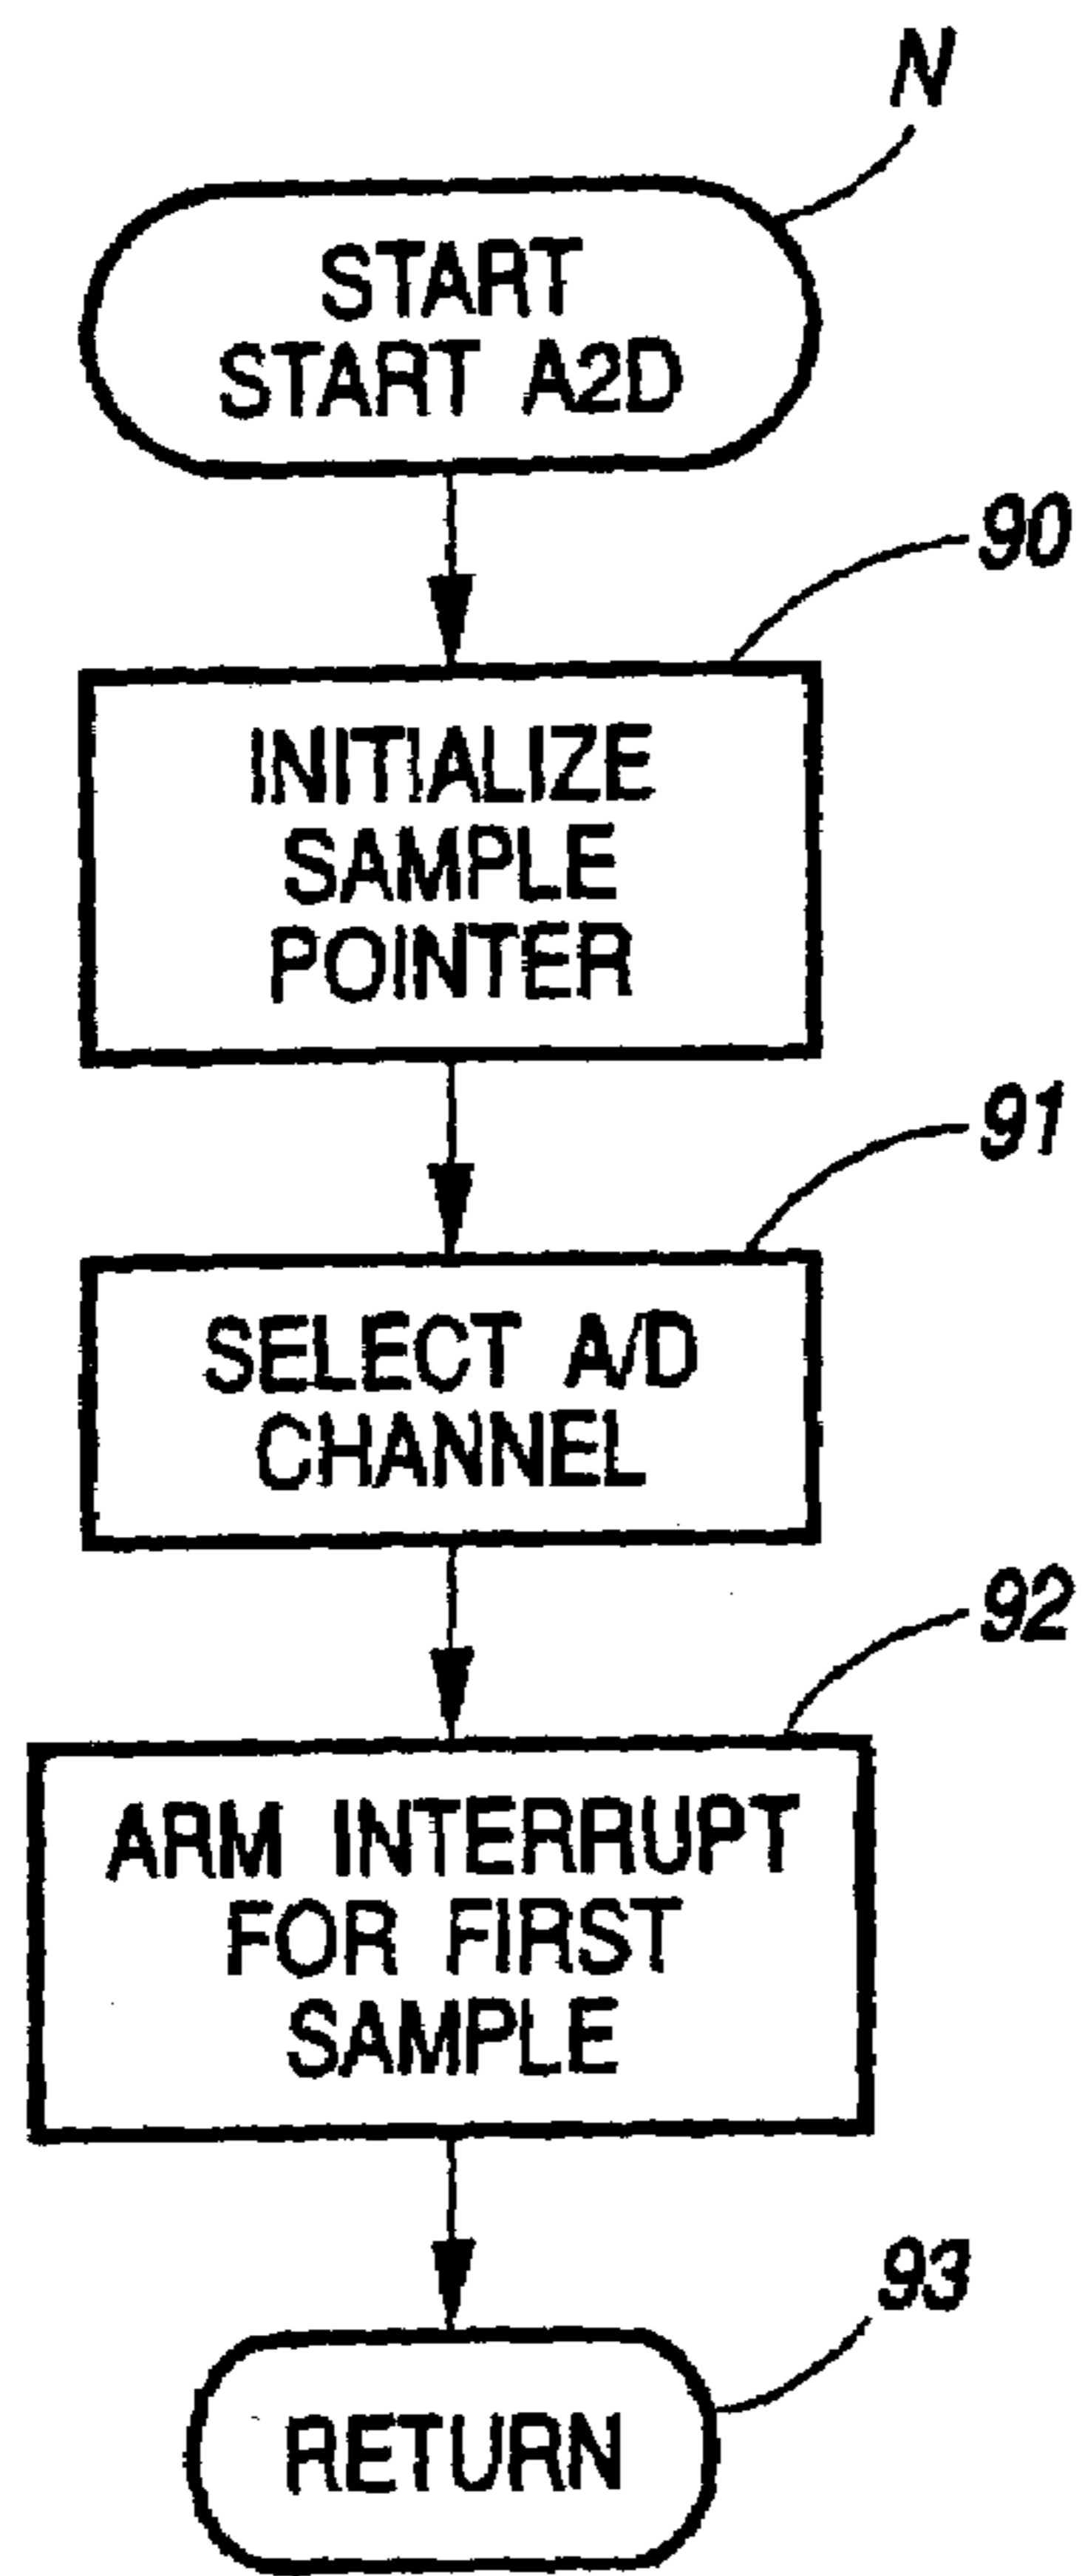 N
START
START A2D
90
INITIALIZE
SAMPLE
POINTER
91
SELECT A/D
CHANNEL
92
ARM INTERRUPT
FOR FIRST
SAMPLE
93
RETURN